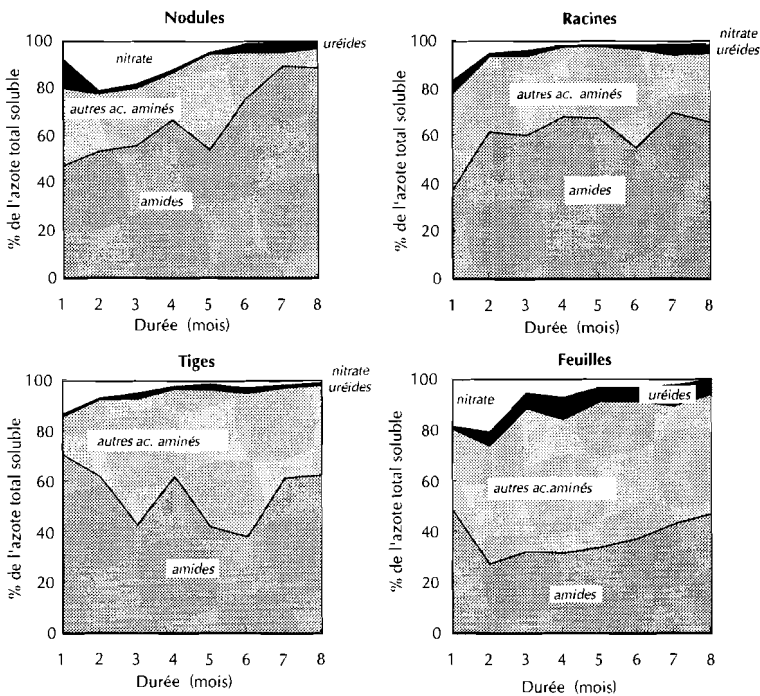 Nodules
% de l'azote total soluble
100
80
60
40
20
0
nitrate
uréides
autres ac. aminés
amides
1 2 3 4 5 6 7 8
Durée (mois)
Racines
% de l'azote total soluble
100
80
60
40
20
0
nitrate
uréides
autres ac. aminés
amides
1 2 3 4 5 6 7 8
Durée (mois)
Tiges
% de l'azote total soluble
100
80
60
40
20
0
nitrate
uréides
autres ac. aminés
amides
1 2 3 4 5 6 7 8
Durée (mois)
Feuilles
% de l'azote total soluble
100
80
60
40
20
0
nitrate
uréides
autres ac.aminés
amides
1 2 3 4 5 6 7 8
Durée (mois)